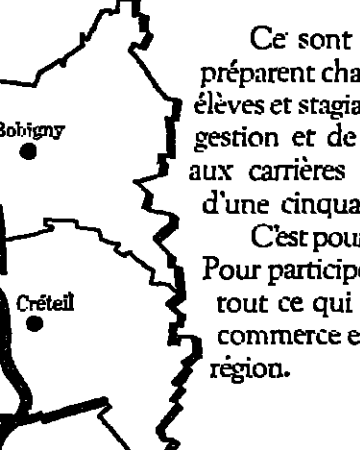 Bobigny
Créteil
Ce sont
préparent cha
élèves et stagia
gestion et de
aux carrières
d'une cinqua
C'est pour
Pour participe
tout ce qui
commerce e
région.